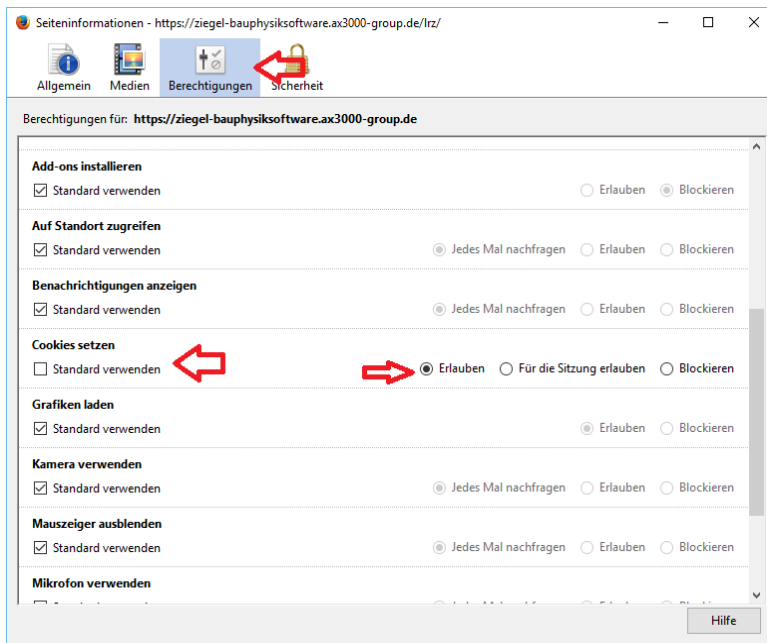 Seiteninformationen - https://ziegel-bauphysiksoftware.ax3000-group.de/lrz/
Allgemein Medien Berechtigungen Sicherheit
Berechtigungen für: https://ziegel-bauphysiksoftware.ax3000-group.de
Add-ons installieren
Standard verwenden Erlauben Blockieren
Auf Standort zugreifen
Standard verwenden Jedes Mal nachfragen Erlauben Blockieren
Benachrichtigungen anzeigen
Standard verwenden Jedes Mal nachfragen Erlauben Blockieren
Cookies setzen
Standard verwenden Erlauben Für die Sitzung erlauben Blockieren
Grafiken laden
Standard verwenden Erlauben Blockieren
Kamera verwenden
Standard verwenden Jedes Mal nachfragen Erlauben Blockieren
Mauszeiger ausblenden
Standard verwenden Jedes Mal nachfragen Erlauben Blockieren
Mikrofon verwenden
Hilfe